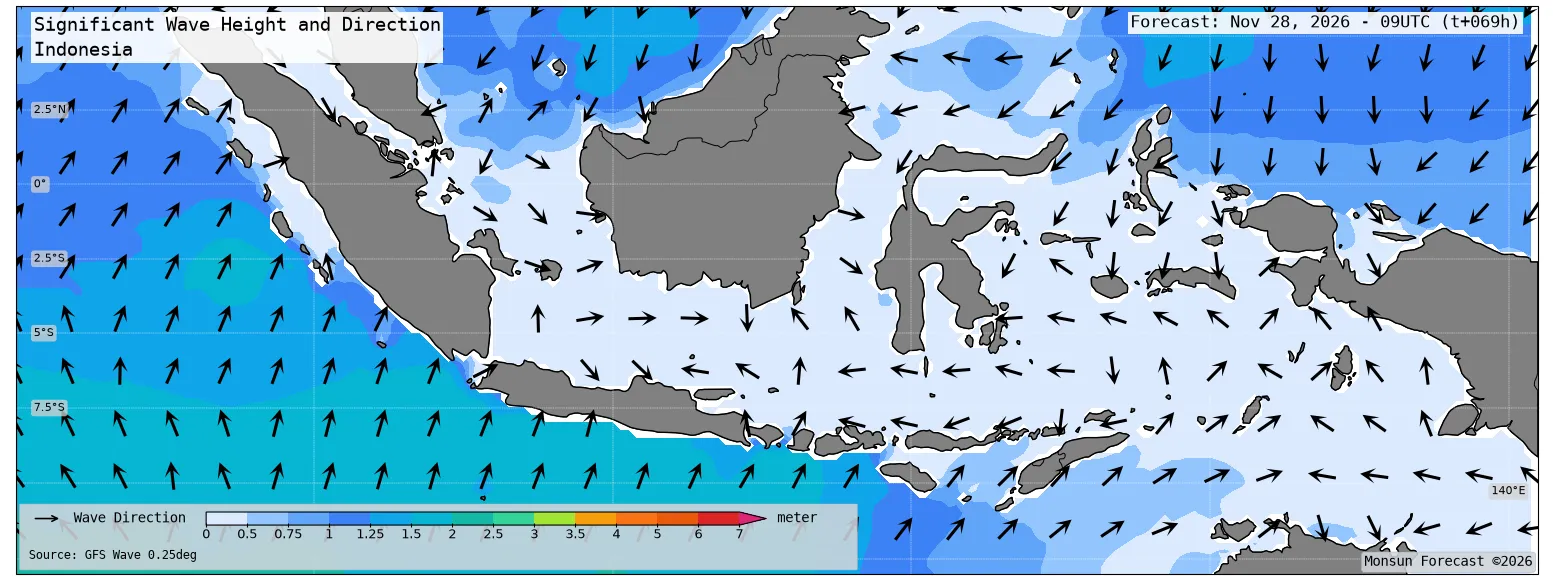 Significant Wave Height and Direction
Indonesia
Forecast: Nov 28, 2026 - 09UTC (t+069h)
2.5°N
0°
2.5°S
5°S
7.5°S
140°E
Wave Direction
0 0.5 0.75 1 1.25 1.5 2 2.5 3 3.5 4 5 6 7
meter
Source: GFS Wave 0.25deg
Monsun Forecast ©2026